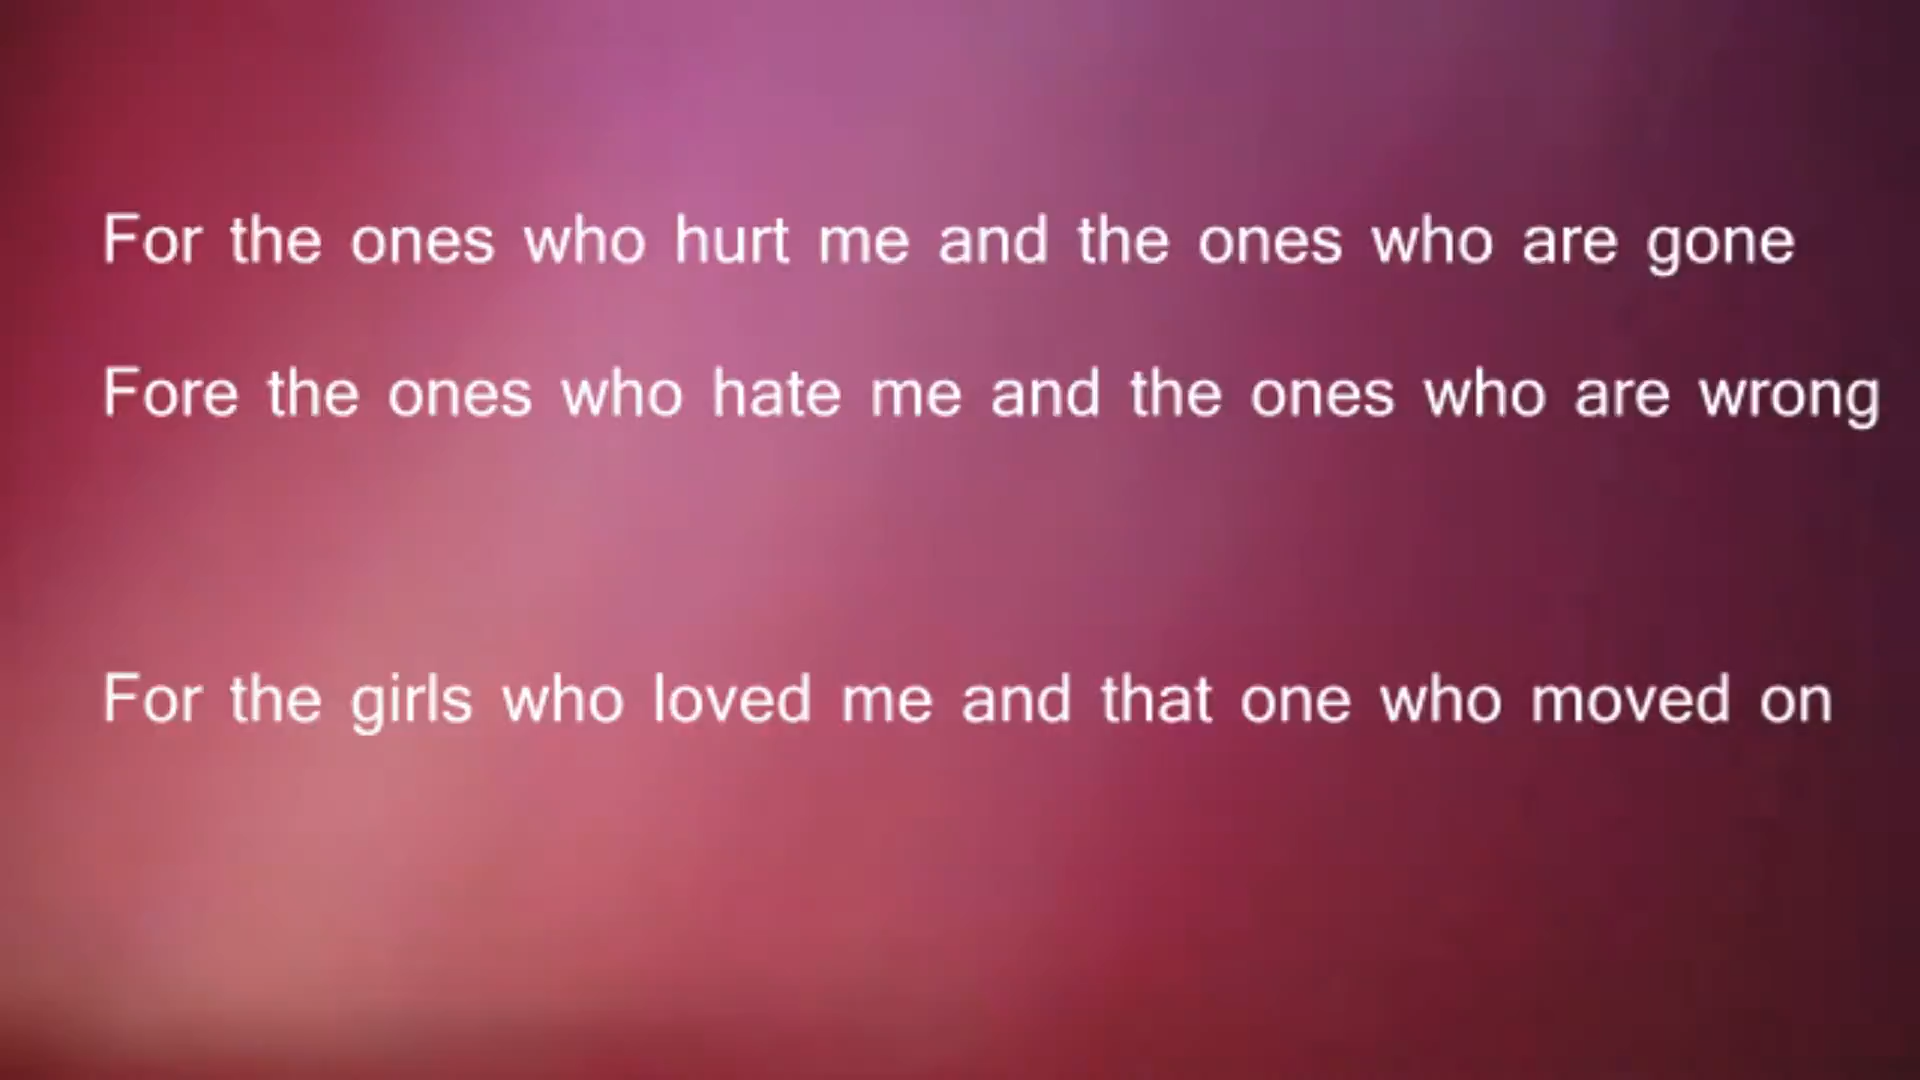 For the ones who hurt me and the ones who are gone
Fore the ones who hate me and the ones who are wrong
For the girls who loved me and that one who moved on